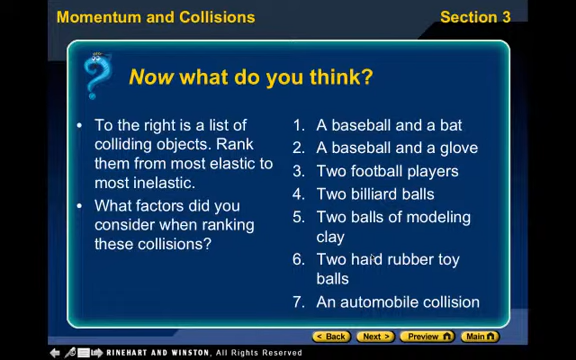 Momentum and Collisions
Section 3
Now what do you think?
• To the right is a list of
colliding objects. Rank
them from most elastic to
most inelastic.
• What factors did you
consider when ranking
these collisions?
1. A baseball and a bat
2. A baseball and a glove
3. Two football players
4. Two billiard balls
5. Two balls of modeling
clay
6. Two hard rubber toy
balls
7. An automobile collision
< Back
Next >
Preview
Main
RINEHART AND WINSTON, All Rights Reserved